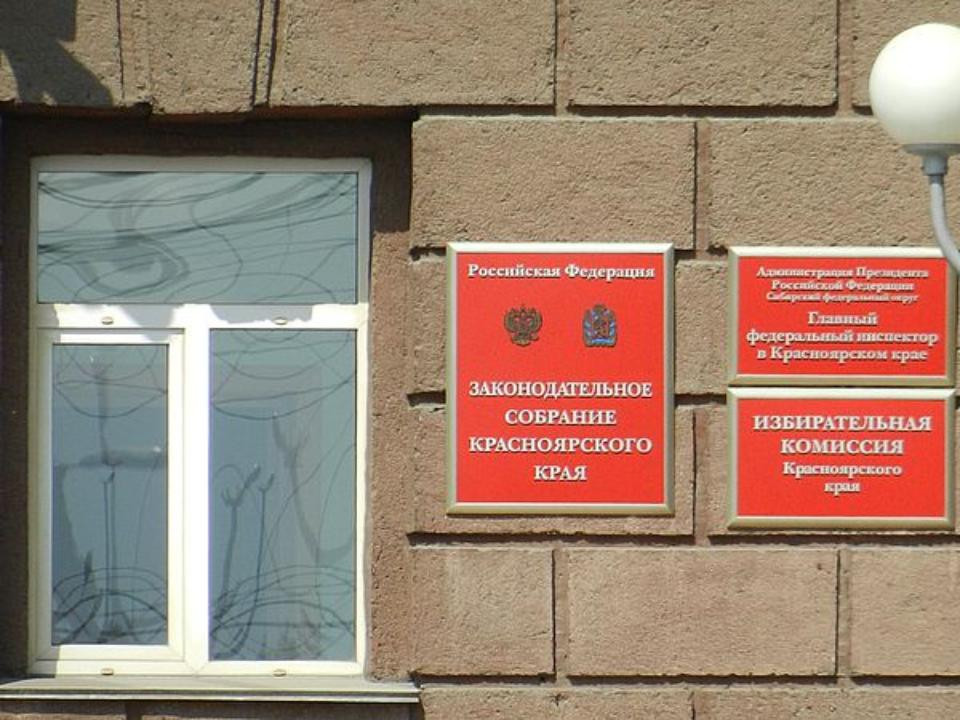 Российская Федерация
ЗАКОНОДАТЕЛЬНОЕ
СОБРАНИЕ
КРАСНОЯРСКОГО
КРАЯ
Администрация Президента
Российской Федерации
Сибирский федеральный округ
Главный
федеральный инспектор
в Красноярском крае
ИЗБИРАТЕЛЬНАЯ
КОМИССИЯ
Красноярского
края